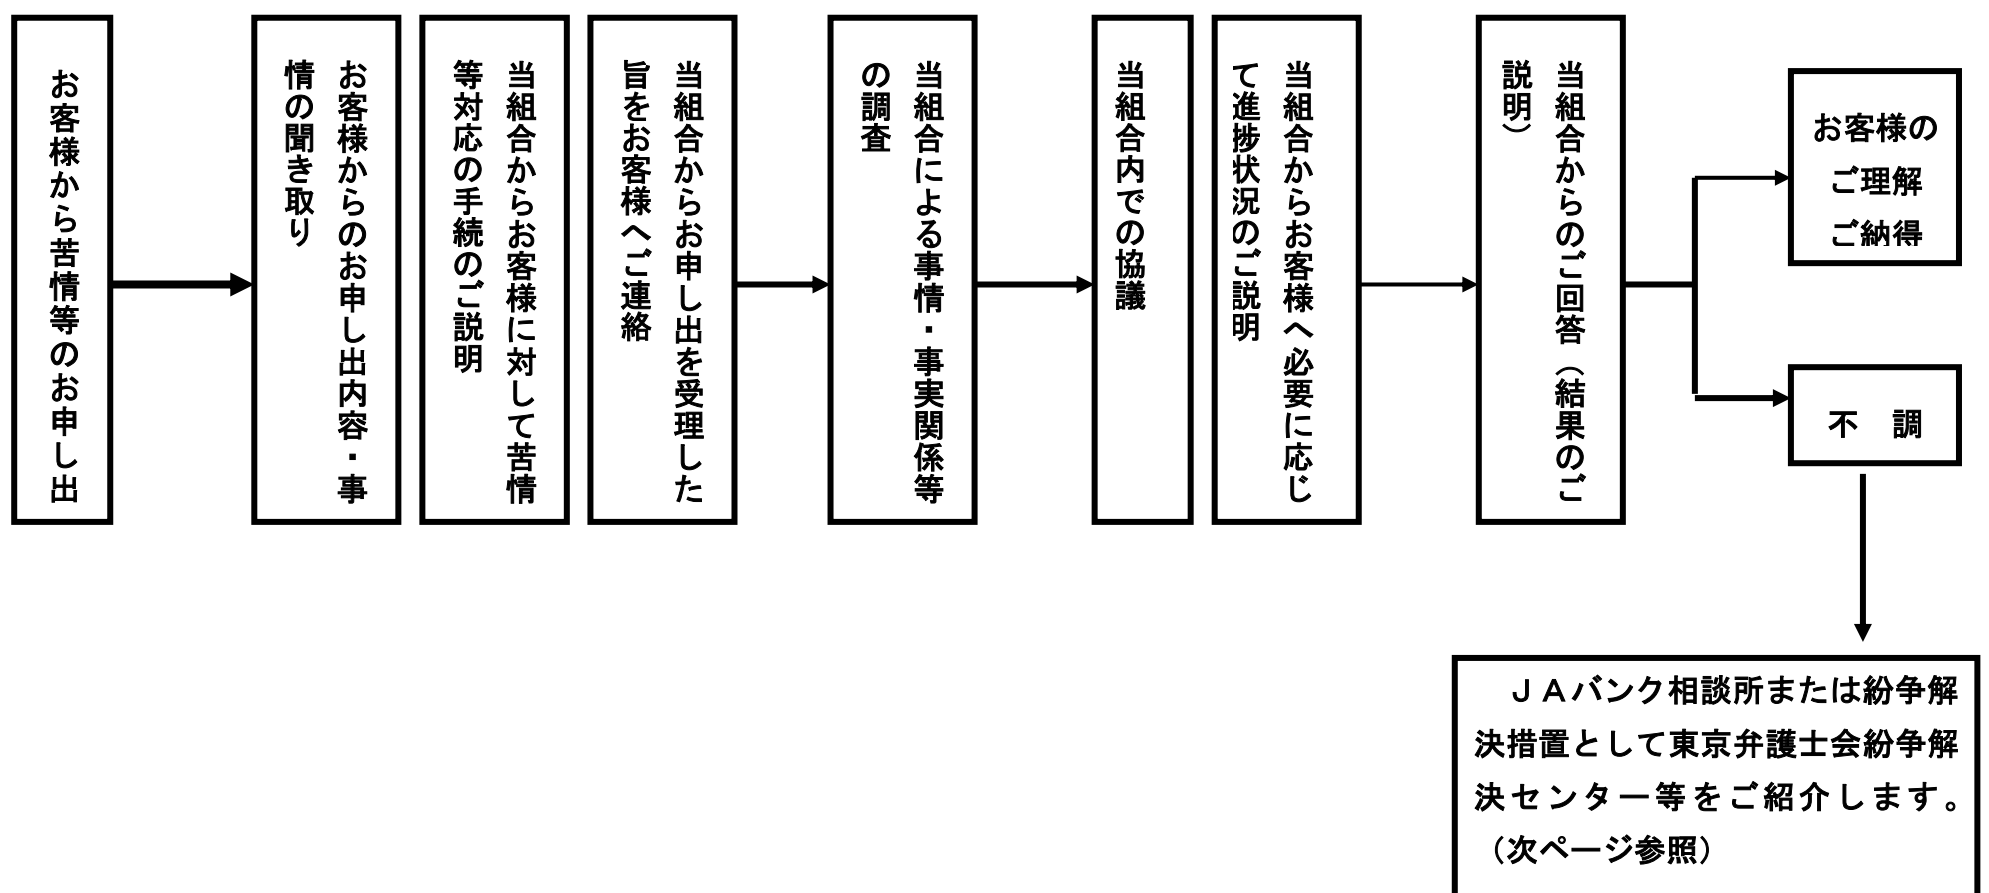 お客様から苦情等のお申し出
お客様からのお申し出内容・事
情の聞き取り
当組合からお客様に対して苦情
等対応の手続のご説明
当組合からお申し出を受理した
旨をお客様へご連絡
当組合による事情・事実関係等
の調査
当組合内での協議
当組合からお客様へ必要に応じ
て進捗状況のご説明
当組合からのご回答（結果のご
説明）
お客様の
ご理解
ご納得
不　調
ＪＡバンク相談所または紛争解
決措置として東京弁護士会紛争解
決センター等をご紹介します。
（次ページ参照）